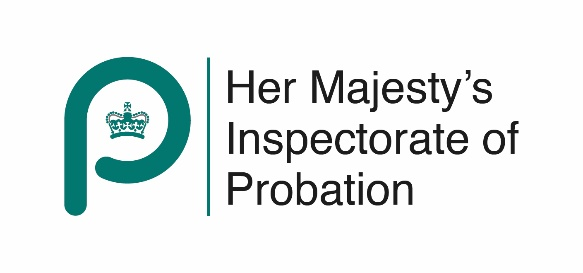 Her Majesty's
Inspectorate of
Probation